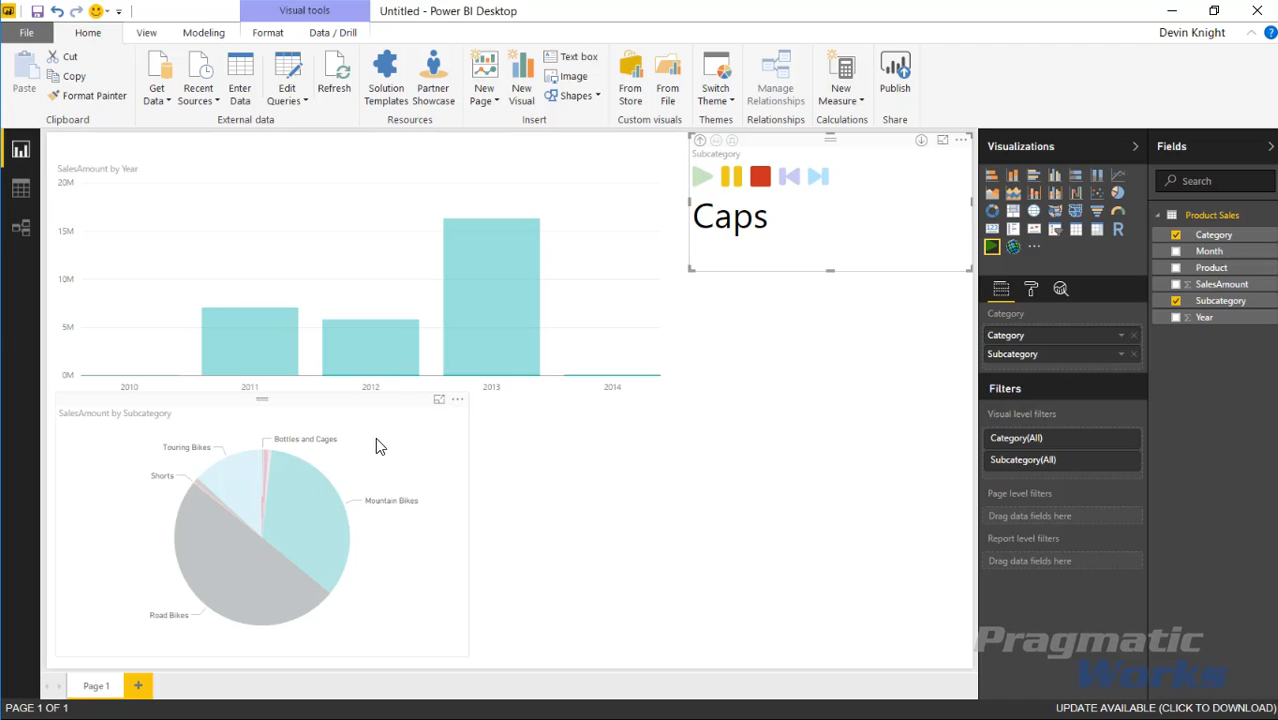 Visual tools
Untitled - Power BI Desktop
File
Home
View
Modeling
Format
Data / Drill
Devin Knight
Paste
Cut
Copy
Format Painter
Clipboard
Get Data
Recent Sources
Enter Data
Edit Queries
Refresh
External data
Solution Templates
Partner Showcase
Resources
New Page
New Visual
Text box
Image
Shapes
Insert
From Store
From File
Custom visuals
Switch Theme
Themes
Manage Relationships
Relationships
New Measure
Calculations
Publish
Share
SalesAmount by Year
20M
15M
10M
5M
0M
2010
2011
2012
2013
2014
Subcategory
Caps
SalesAmount by Subcategory
Bottles and Cages
Touring Bikes
Shorts
Mountain Bikes
Road Bikes
Visualizations
R
Category
Category
Subcategory
Filters
Visual level filters
Category(All)
Subcategory(All)
Page level filters
Drag data fields here
Report level filters
Drag data fields here
Fields
Search
Product Sales
Category
Month
Product
SalesAmount
Subcategory
Year
Pragmatic
Works
Page 1
PAGE 1 OF 1
UPDATE AVAILABLE (CLICK TO DOWNLOAD)